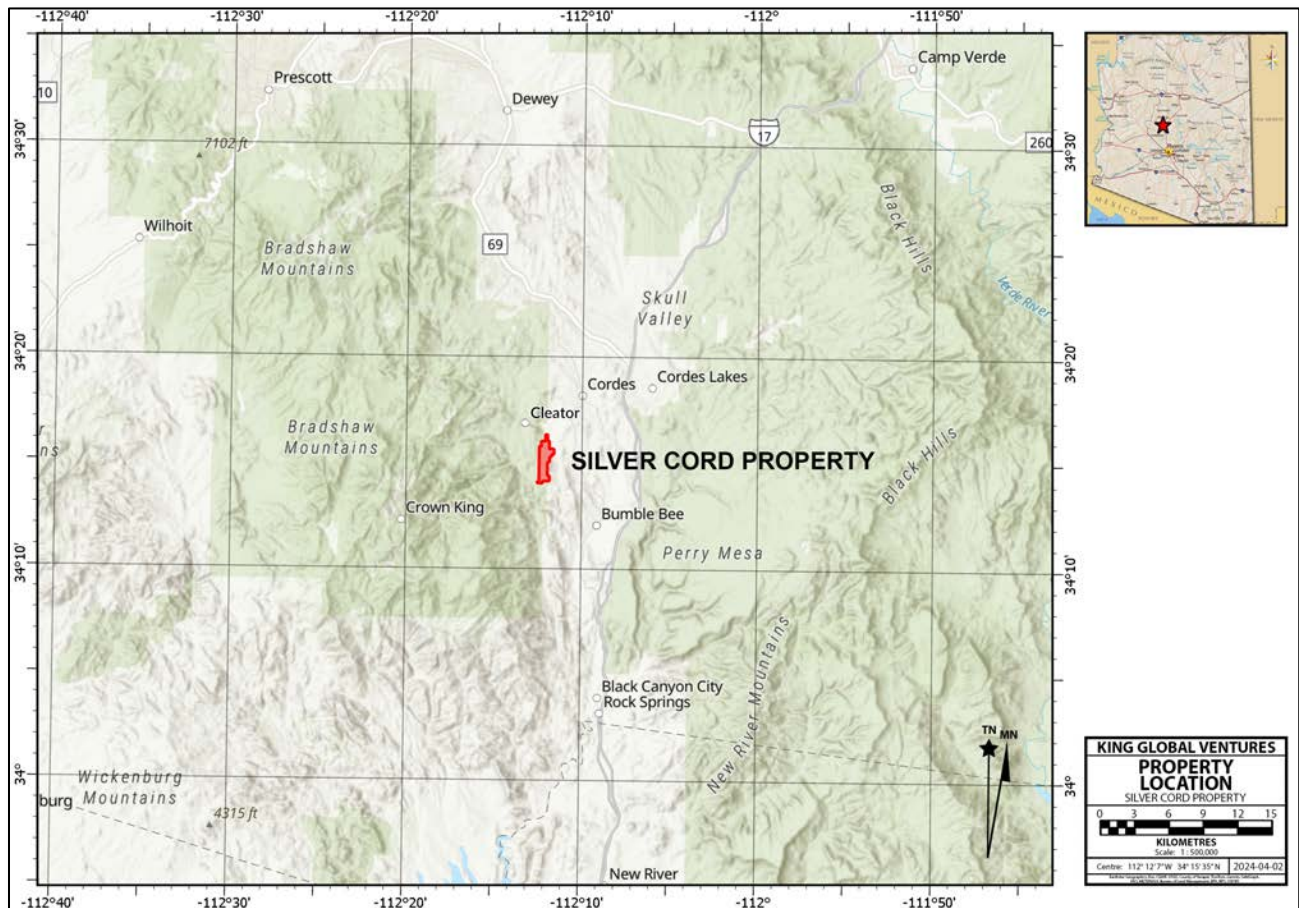 -112°40'
-112°30'
-112°20'
-112°10'
-112°
-111°50'
Camp Verde
Prescott
Dewey
10
17
260
34°30'
34°30'
7102 ft
Wilhoit
Bradshaw
Mountains
69
Black Hills
Verde River
Skull
Valley
34°20'
34°20'
Cordes
Cordes Lakes
Cleator
Bradshaw
Mountains
ns
SILVER CORD PROPERTY
Black Hills
Crown King
Bumble Bee
Perry Mesa
34°10'
34°10'
New River Mountains
Black Canyon City
Rock Springs
TN
MN
34°
34°
Wickenburg
Mountains
burg
4315 ft
New River
-112°40'
-112°30'
-112°20'
-112°10'
-112°
-111°50'
MEXICO
Phoenix
KING GLOBAL VENTURES
PROPERTY
LOCATION
SILVER CORD PROPERTY
0 3 6 9 12 15
KILOMETRES
Scale: 1:500,000
Centre: 112° 12'7"W 34° 15'35"N
2024-04-02